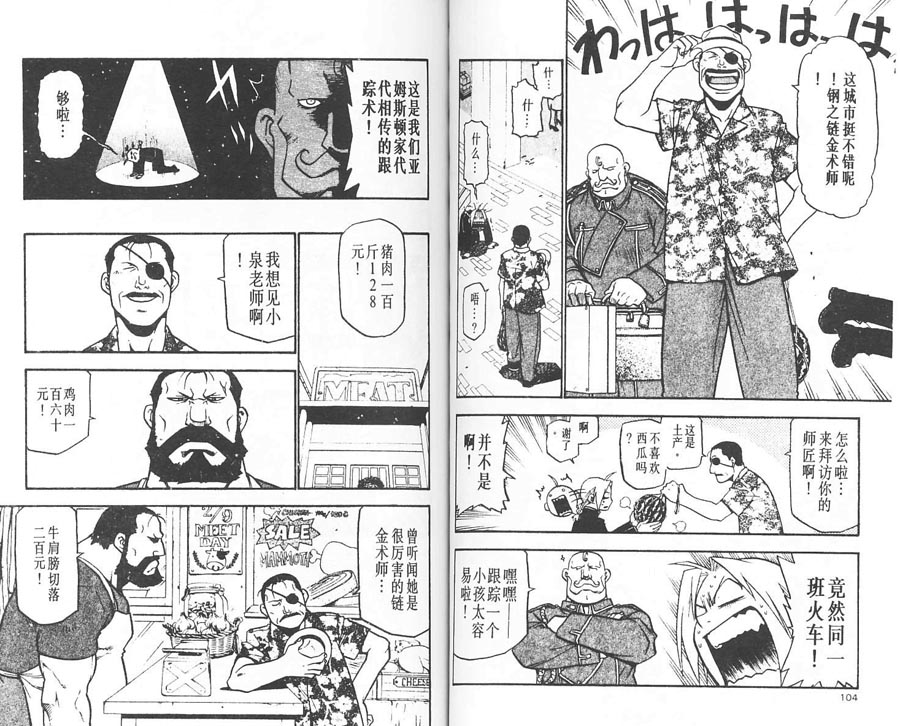 わっははっはっは
这城市挺不错呢
！钢之链金术师
！
什…
什…
什么…
唔…？
怎么啦…
来拜访你的
师匠啊！
这是
土产。
不喜欢
西瓜吗
？
啊
谢了
并不是
啊！
竟然同一
班火车！
嘿嘿
跟踪一个
小孩太容
易啦！
104
这是我们亚
姆斯顿家代
代相传的跟
踪术！
够啦…
猪肉一百
斤128
元！
我想见小
泉老师啊
！
MEAT
鸡肉一
百六十
元！
曾听闻她是
很厉害的链
金术师…
2/9
MEET
DAY
SALE
MAMMOTH
CHEESE
牛肩膀切落
二百元！